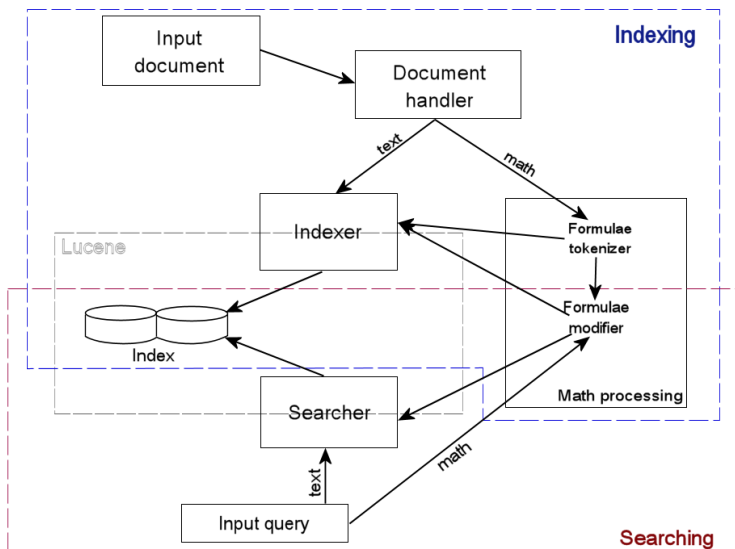 Input
document
Indexing
Document
handler
text
math
Indexer
Formulae
tokenizer
Lucene
Formulae
modifier
Index
Math processing
Searcher
text
math
Input query
Searching